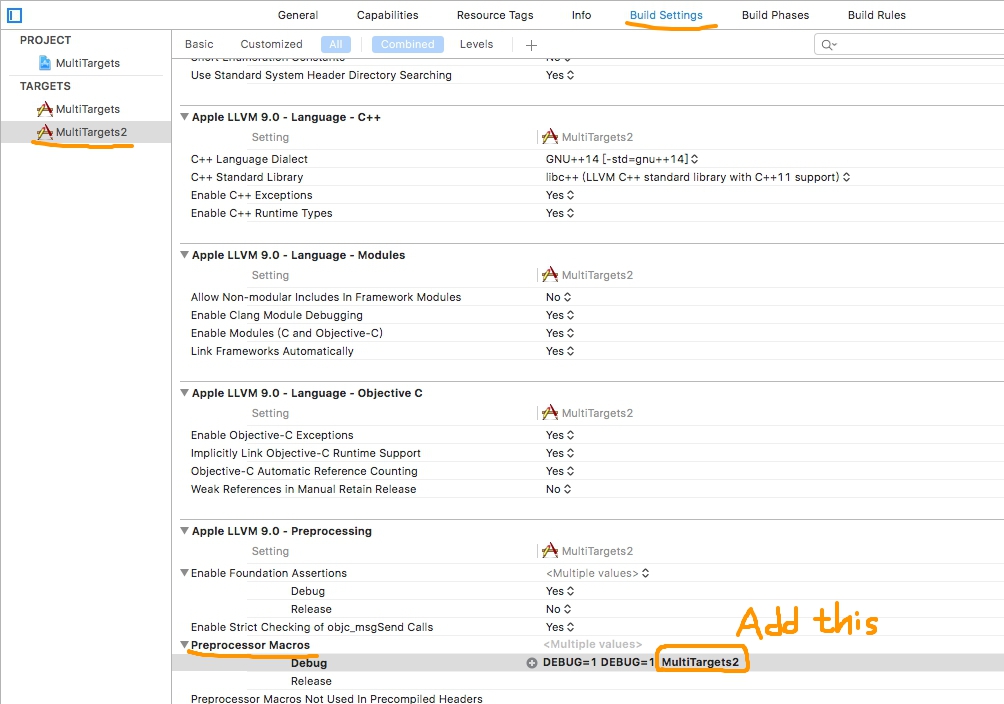 General Capabilities Resource Tags Info Build Settings Build Phases Build Rules
PROJECT
MultiTargets
TARGETS
MultiTargets
MultiTargets2
Basic Customized All Combined Levels
Short Enumeration Constants No
Use Standard System Header Directory Searching Yes
Apple LLVM 9.0 - Language - C++
Setting MultiTargets2
C++ Language Dialect GNU++14 [-std=gnu++14]
C++ Standard Library libc++ (LLVM C++ standard library with C++11 support)
Enable C++ Exceptions Yes
Enable C++ Runtime Types Yes
Apple LLVM 9.0 - Language - Modules
Setting MultiTargets2
Allow Non-modular Includes In Framework Modules No
Enable Clang Module Debugging Yes
Enable Modules (C and Objective-C) Yes
Link Frameworks Automatically Yes
Apple LLVM 9.0 - Language - Objective C
Setting MultiTargets2
Enable Objective-C Exceptions Yes
Implicitly Link Objective-C Runtime Support Yes
Objective-C Automatic Reference Counting Yes
Weak References in Manual Retain Release No
Apple LLVM 9.0 - Preprocessing
Setting MultiTargets2
Enable Foundation Assertions <Multiple values>
Debug Yes
Release No
Enable Strict Checking of objc_msgSend Calls Yes
Add this
Preprocessor Macros <Multiple values>
Debug DEBUG=1 DEBUG=1 MultiTargets2
Release
Preprocessor Macros Not Used In Precompiled Headers